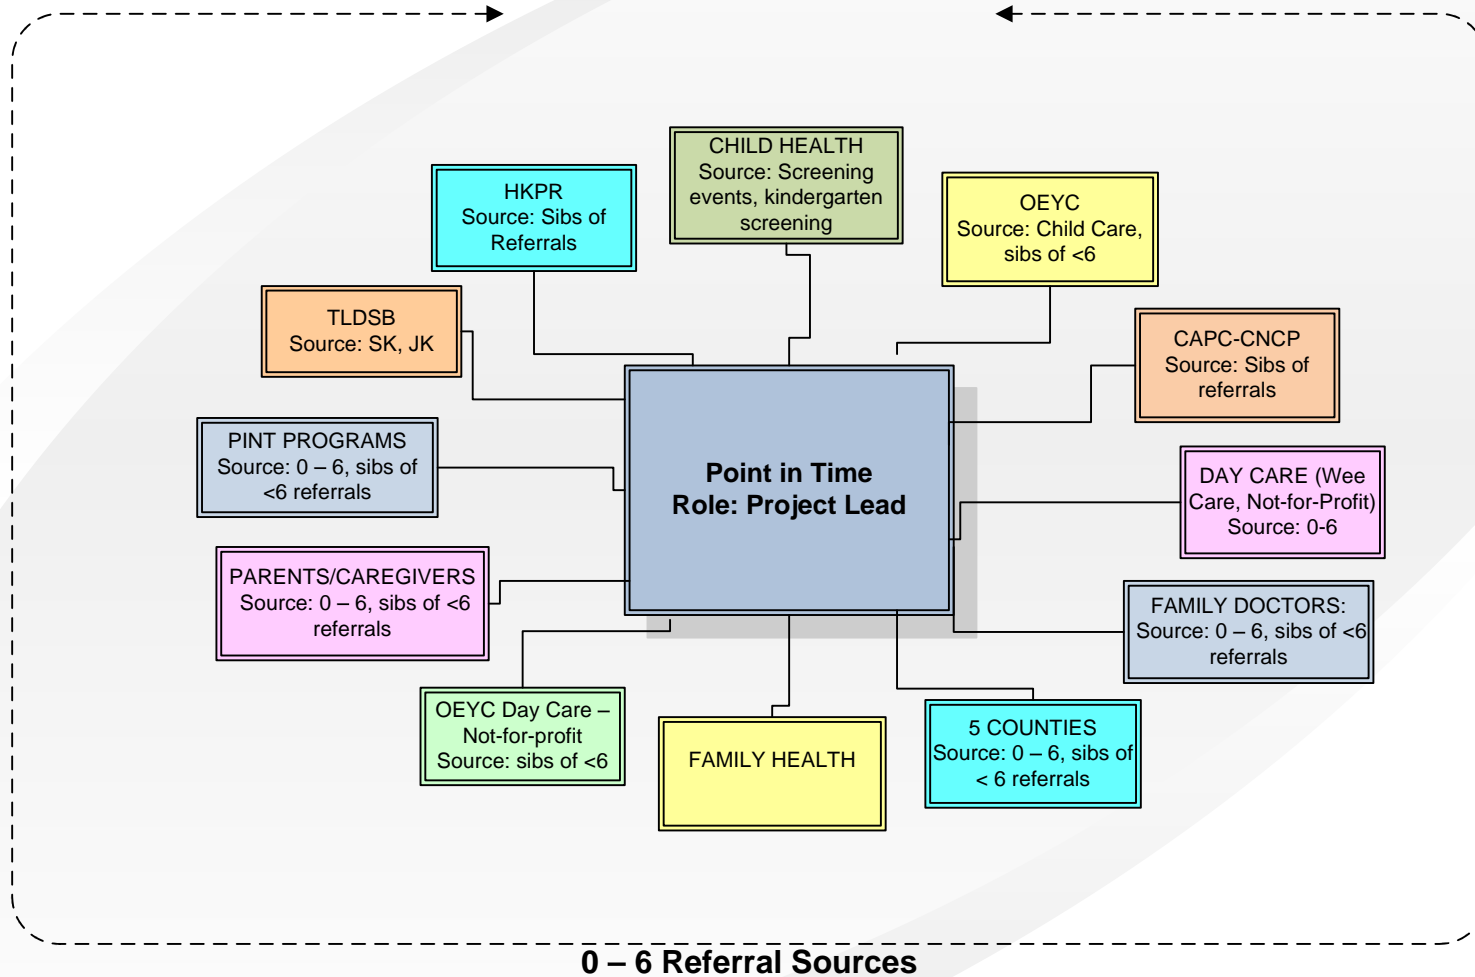 CHILD HEALTH
Source: Screening
events, kindergarten
screening
HKPR
Source: Sibs of
Referrals
OEYC
Source: Child Care,
sibs of <6
TLDSB
Source: SK, JK
CAPC-CNCP
Source: Sibs of
referrals
PINT PROGRAMS
Source: 0 – 6, sibs of
<6 referrals
Point in Time
Role: Project Lead
DAY CARE (Wee
Care, Not-for-Profit)
Source: 0-6
PARENTS/CAREGIVERS
Source: 0 – 6, sibs of <6
referrals
FAMILY DOCTORS:
Source: 0 – 6, sibs of <6
referrals
OEYC Day Care –
Not-for-profit
Source: sibs of <6
FAMILY HEALTH
5 COUNTIES
Source: 0 – 6, sibs of
< 6 referrals
0 – 6 Referral Sources